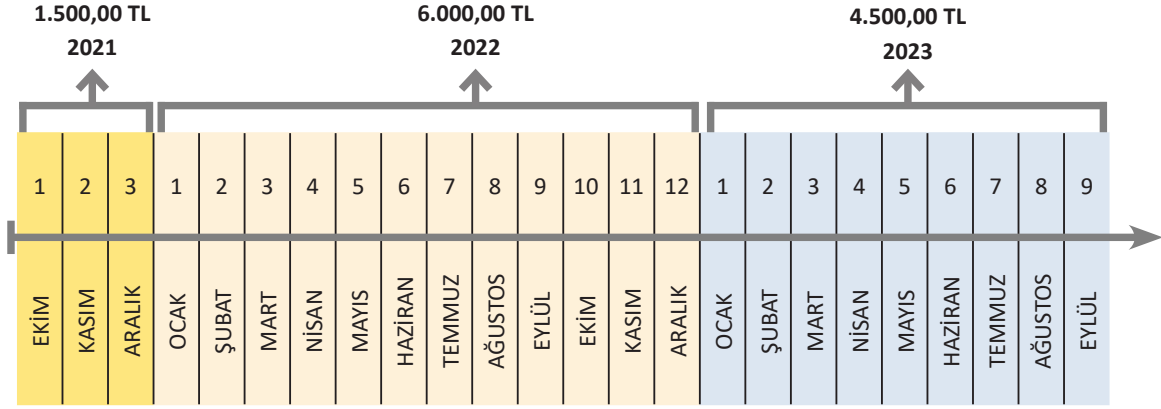 1.500,00 TL 6.000,00 TL 4.500,00 TL
2021 2022 2023
1 2 3 1 2 3 4 5 6 7 8 9 10 11 12 1 2 3 4 5 6 7 8 9
EKİM KASIM ARALIK OCAK ŞUBAT MART NİSAN MAYIS HAZİRAN TEMMUZ AĞUSTOS EYLÜL EKİM KASIM ARALIK OCAK ŞUBAT MART NİSAN MAYIS HAZİRAN TEMMUZ AĞUSTOS EYLÜL